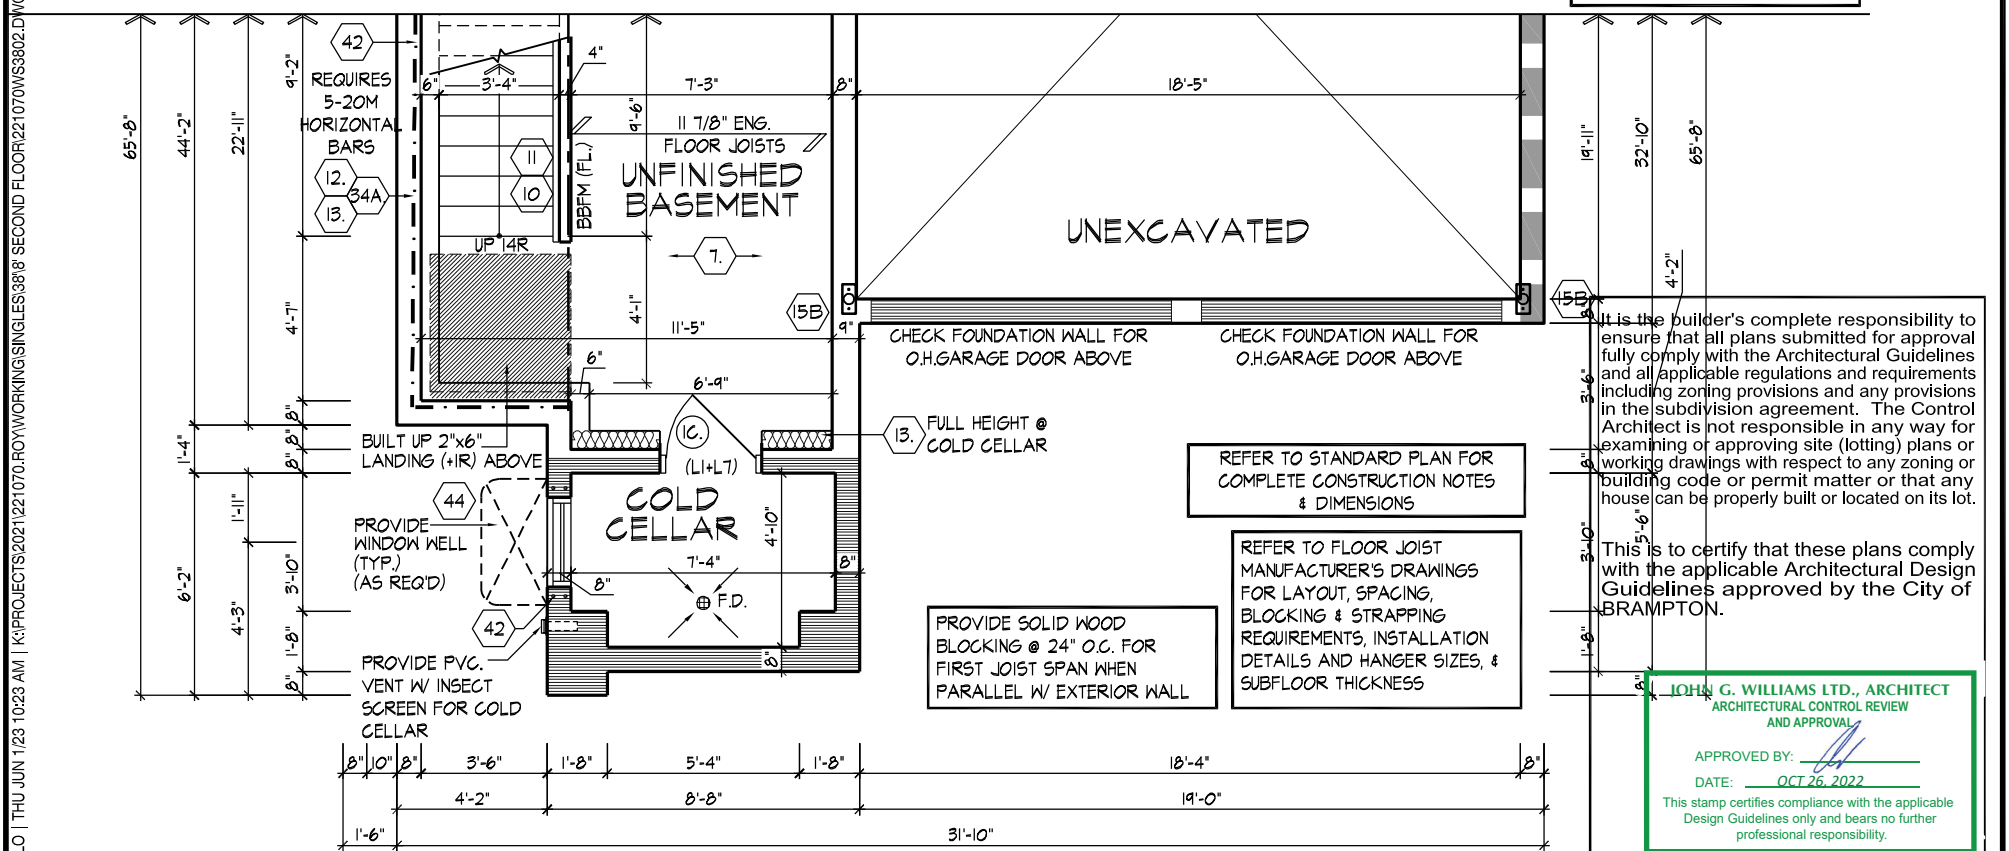 LO | THU JUN 1/23 10:23 AM | K:\PROJECTS\2021\221070.ROY\WORKING\SINGLES\38\8' SECOND FLOOR\221070WS3802.DWG
65'-8"
44'-2"
22'-11"
9'-2"
42
REQUIRES
5-20M
HORIZONTAL
BARS
12.
34A.
13.
6"
3'-4"
4"
7'-3"
8"
18'-5"
9'-6"
11 7/8" ENG.
FLOOR JOISTS
UNFINISHED
BASEMENT
BBFM (FL.)
11
10
UP 14R
7.
UNEXCAVATED
19'-11"
32'-10"
65'-8"
4'-2"
4'-7"
4'-1"
11'-5"
15B
9"
15B
8"
CHECK FOUNDATION WALL FOR
O.H.GARAGE DOOR ABOVE
CHECK FOUNDATION WALL FOR
O.H.GARAGE DOOR ABOVE
6"
6'-9"
3'-6"
8"
8"
8"
1'-4"
BUILT UP 2"x6"
LANDING (+1R) ABOVE
1C.
(L1+L7)
13.
FULL HEIGHT @
COLD CELLAR
8"
REFER TO STANDARD PLAN FOR
COMPLETE CONSTRUCTION NOTES
& DIMENSIONS
44
COLD
CELLAR
1'-11"
4'-10"
PROVIDE
WINDOW WELL
(TYP.)
(AS REQ'D)
6'-2"
4'-3"
3'-10"
7'-4"
8"
8"
F.D.
42
REFER TO FLOOR JOIST
MANUFACTURER'S DRAWINGS
FOR LAYOUT, SPACING,
BLOCKING & STRAPPING
REQUIREMENTS, INSTALLATION
DETAILS AND HANGER SIZES, &
SUBFLOOR THICKNESS
3'-10"
5'-6"
PROVIDE SOLID WOOD
BLOCKING @ 24" O.C. FOR
FIRST JOIST SPAN WHEN
PARALLEL W/ EXTERIOR WALL
1'-8"
8"
8"
1'-8"
8"
PROVIDE PVC.
VENT W/ INSECT
SCREEN FOR COLD
CELLAR
It is the builder's complete responsibility to
ensure that all plans submitted for approval
fully comply with the Architectural Guidelines
and all applicable regulations and requirements
including zoning provisions and any provisions
in the subdivision agreement. The Control
Architect is not responsible in any way for
examining or approving site (lotting) plans or
working drawings with respect to any zoning or
building code or permit matter or that any
house can be properly built or located on its lot.
This is to certify that these plans comply
with the applicable Architectural Design
Guidelines approved by the City of
BRAMPTON.
JOHN G. WILLIAMS LTD., ARCHITECT
ARCHITECTURAL CONTROL REVIEW
AND APPROVAL
APPROVED BY:
DATE: OCT 26, 2022
This stamp certifies compliance with the applicable
Design Guidelines only and bears no further
professional responsibility.
8" 10" 8" 3'-6" 1'-8" 5'-4" 1'-8" 18'-4" 8"
4'-2" 8'-8" 19'-0"
1'-6" 31'-10"